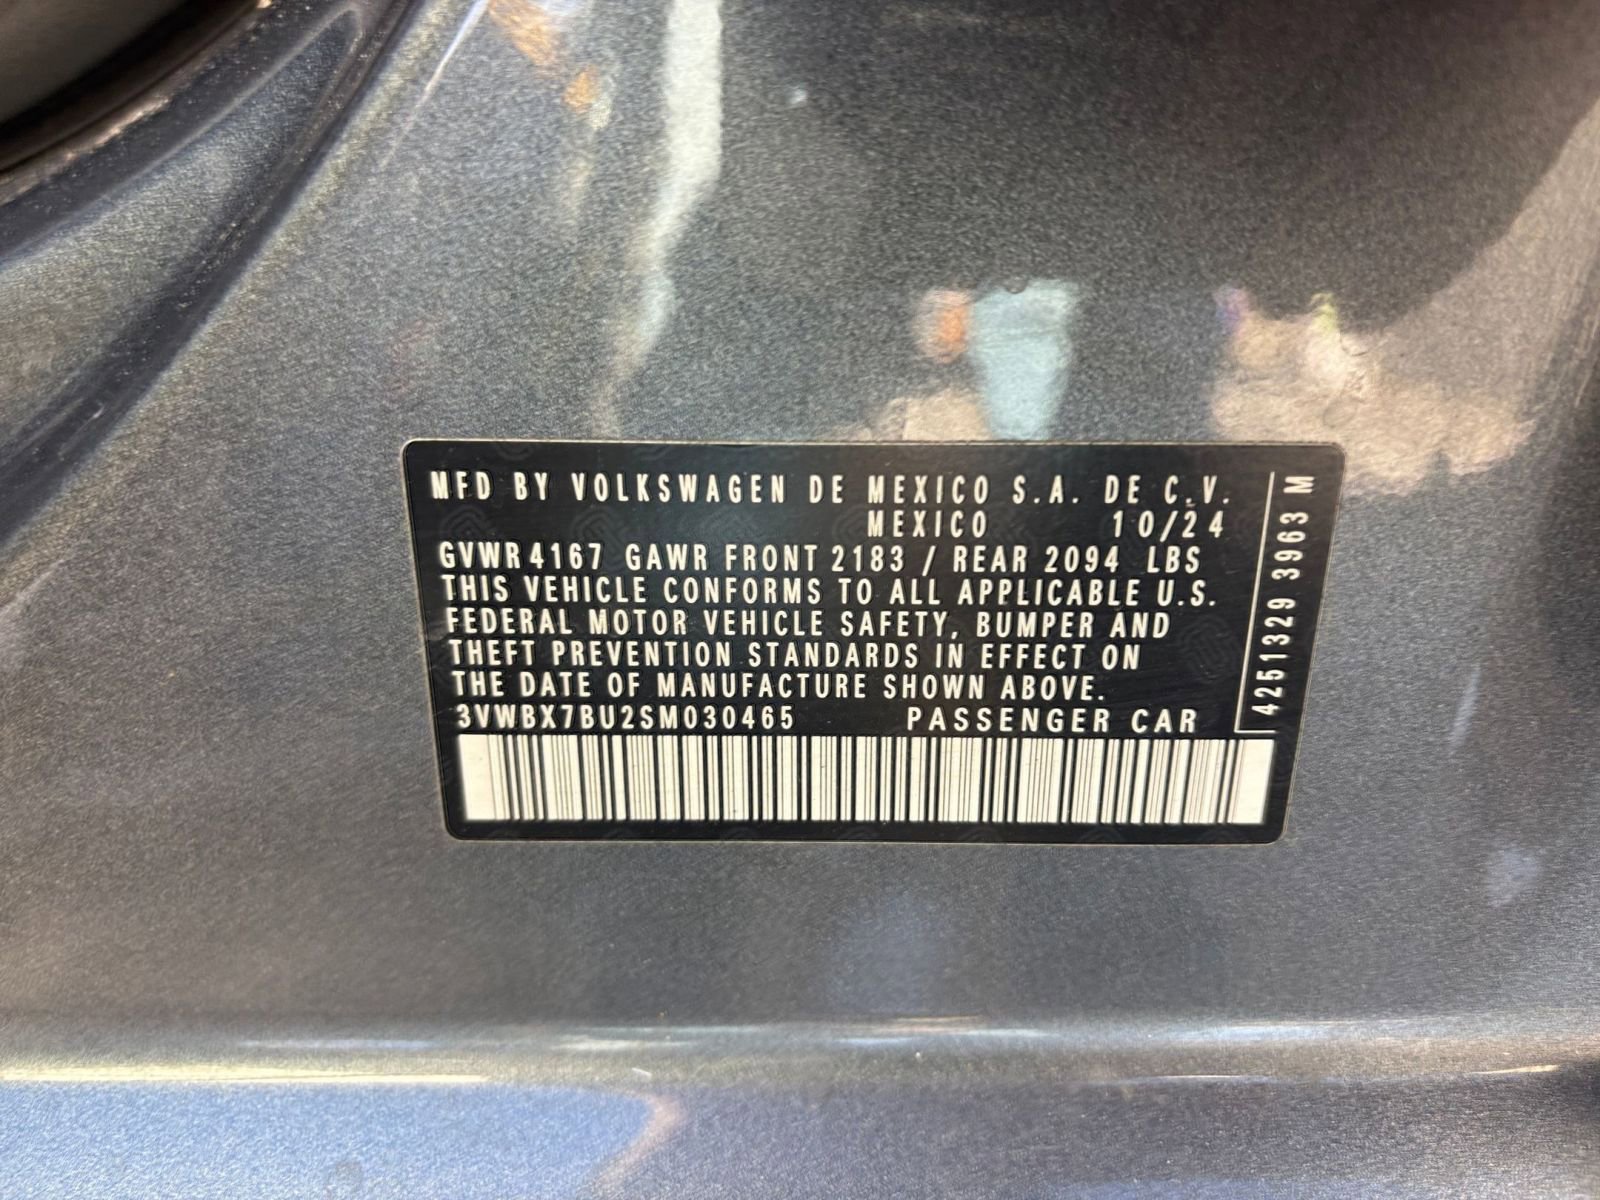 MFD BY VOLKSWAGEN DE MEXICO S.A. DE C.V.
MEXICO 10/24
GVWR 4167 GAWR FRONT 2183 / REAR 2094 LBS
THIS VEHICLE CONFORMS TO ALL APPLICABLE U.S.
FEDERAL MOTOR VEHICLE SAFETY, BUMPER AND
THEFT PREVENTION STANDARDS IN EFFECT ON
THE DATE OF MANUFACTURE SHOWN ABOVE.
3VWBX7BU2SM030465 PASSENGER CAR
4251329 3963 M